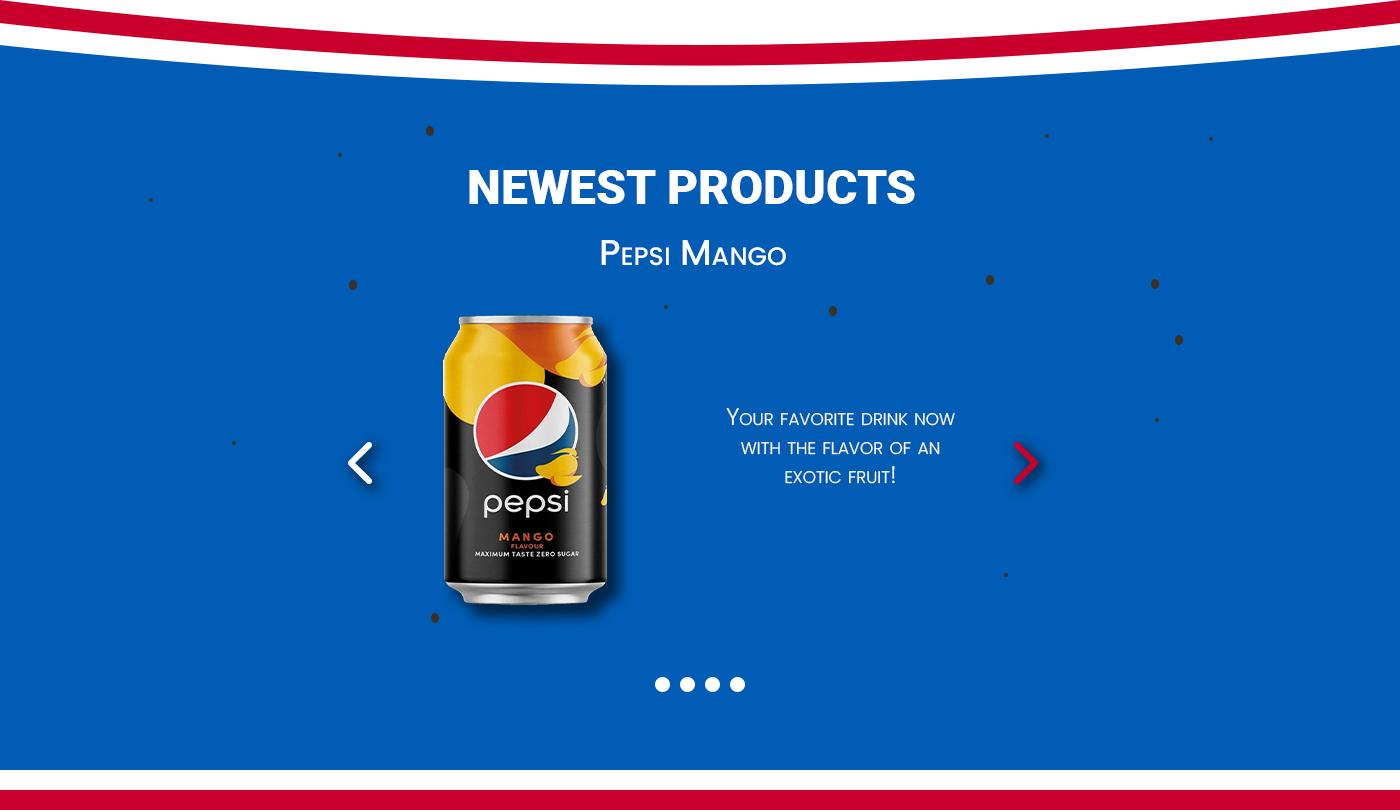 NEWEST PRODUCTS
Pepsi Mango
pepsi
MANGO
FLAVOUR
MAXIMUM TASTE ZERO SUGAR
Your favorite drink now
with the flavor of an
exotic fruit!